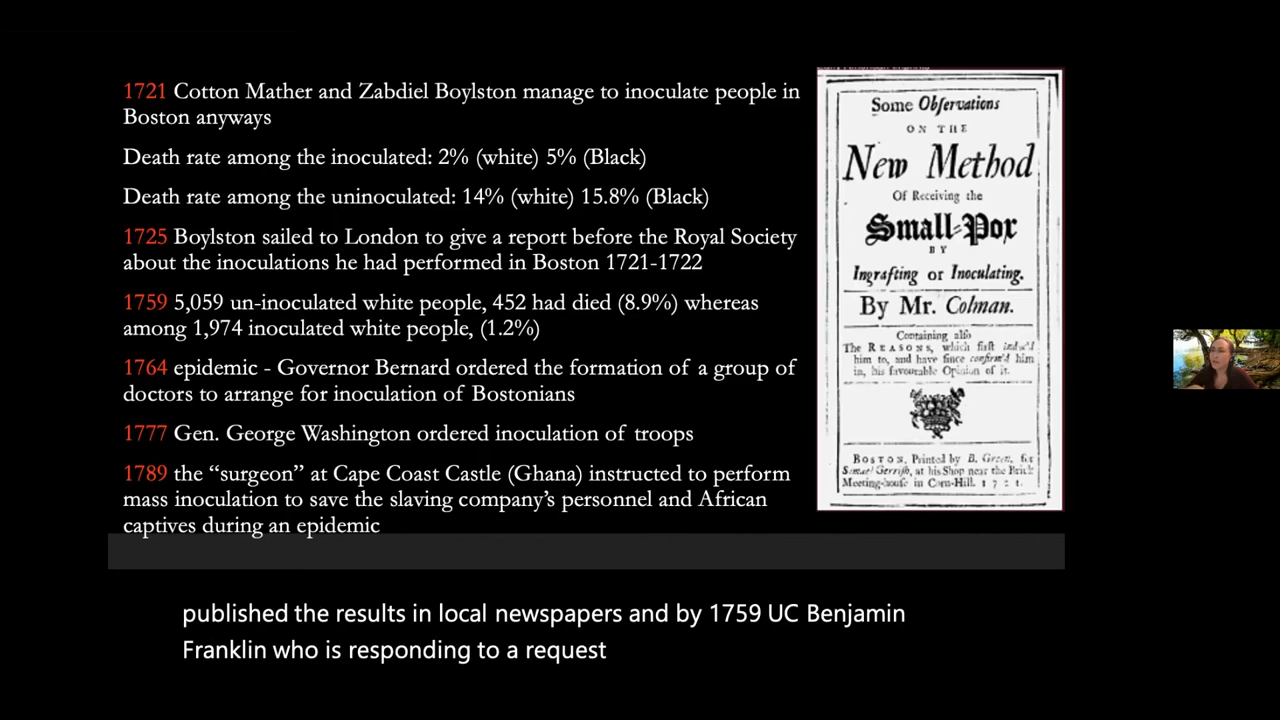 1721 Cotton Mather and Zabdiel Boylston manage to inoculate people in
Boston anyways
Death rate among the inoculated: 2% (white) 5% (Black)
Death rate among the uninoculated: 14% (white) 15.8% (Black)
1725 Boylston sailed to London to give a report before the Royal Society
about the inoculations he had performed in Boston 1721-1722
1759 5,059 un-inoculated white people, 452 had died (8.9%) whereas
among 1,974 inoculated white people, (1.2%)
1764 epidemic - Governor Bernard ordered the formation of a group of
doctors to arrange for inoculation of Bostonians
1777 Gen. George Washington ordered inoculation of troops
1789 the “surgeon” at Cape Coast Castle (Ghana) instructed to perform
mass inoculation to save the slaving company’s personnel and African
captives during an epidemic
Some Obſervations
ON THE
New Method
Of Receiving the
Small-Pox
BY
Ingrafting or Inoculating.
By Mr. Colman.
Containing alſo
The REASONS, which firſt induc'd
him to, and have ſince confirm'd him
in, his favourable Opinion of it.
BOSTON, Printed by B. Green, for
Samuel Gerriſh, at his Shop near the Brick
Meeting-houſe in Corn-Hill. 1721.
published the results in local newspapers and by 1759 UC Benjamin
Franklin who is responding to a request